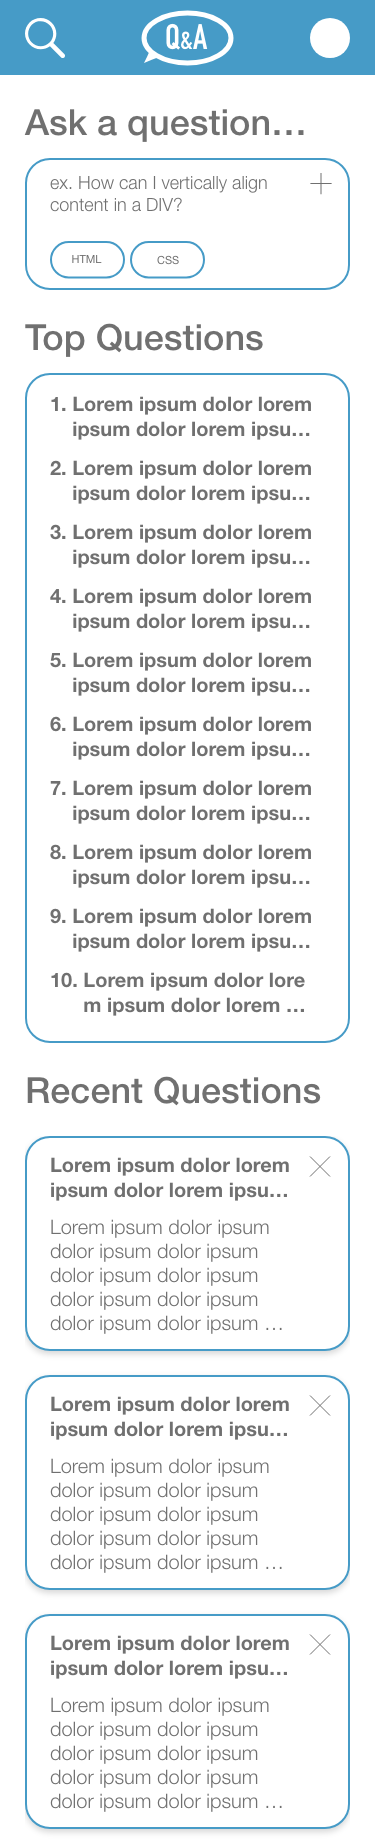 Q&A
Ask a question...
ex. How can I vertically align
content in a DIV?
HTML
CSS
Top Questions
1. Lorem ipsum dolor lorem
ipsum dolor lorem ipsu...
2. Lorem ipsum dolor lorem
ipsum dolor lorem ipsu...
3. Lorem ipsum dolor lorem
ipsum dolor lorem ipsu...
4. Lorem ipsum dolor lorem
ipsum dolor lorem ipsu...
5. Lorem ipsum dolor lorem
ipsum dolor lorem ipsu...
6. Lorem ipsum dolor lorem
ipsum dolor lorem ipsu...
7. Lorem ipsum dolor lorem
ipsum dolor lorem ipsu...
8. Lorem ipsum dolor lorem
ipsum dolor lorem ipsu...
9. Lorem ipsum dolor lorem
ipsum dolor lorem ipsu...
10. Lorem ipsum dolor lore
m ipsum dolor lorem ...
Recent Questions
Lorem ipsum dolor lorem
ipsum dolor lorem ipsu...
Lorem ipsum dolor ipsum
dolor ipsum dolor ipsum
dolor ipsum dolor ipsum
dolor ipsum dolor ipsum
dolor ipsum dolor ipsum ...
Lorem ipsum dolor lorem
ipsum dolor lorem ipsu...
Lorem ipsum dolor ipsum
dolor ipsum dolor ipsum
dolor ipsum dolor ipsum
dolor ipsum dolor ipsum
dolor ipsum dolor ipsum ...
Lorem ipsum dolor lorem
ipsum dolor lorem ipsu...
Lorem ipsum dolor ipsum
dolor ipsum dolor ipsum
dolor ipsum dolor ipsum
dolor ipsum dolor ipsum
dolor ipsum dolor ipsum ...